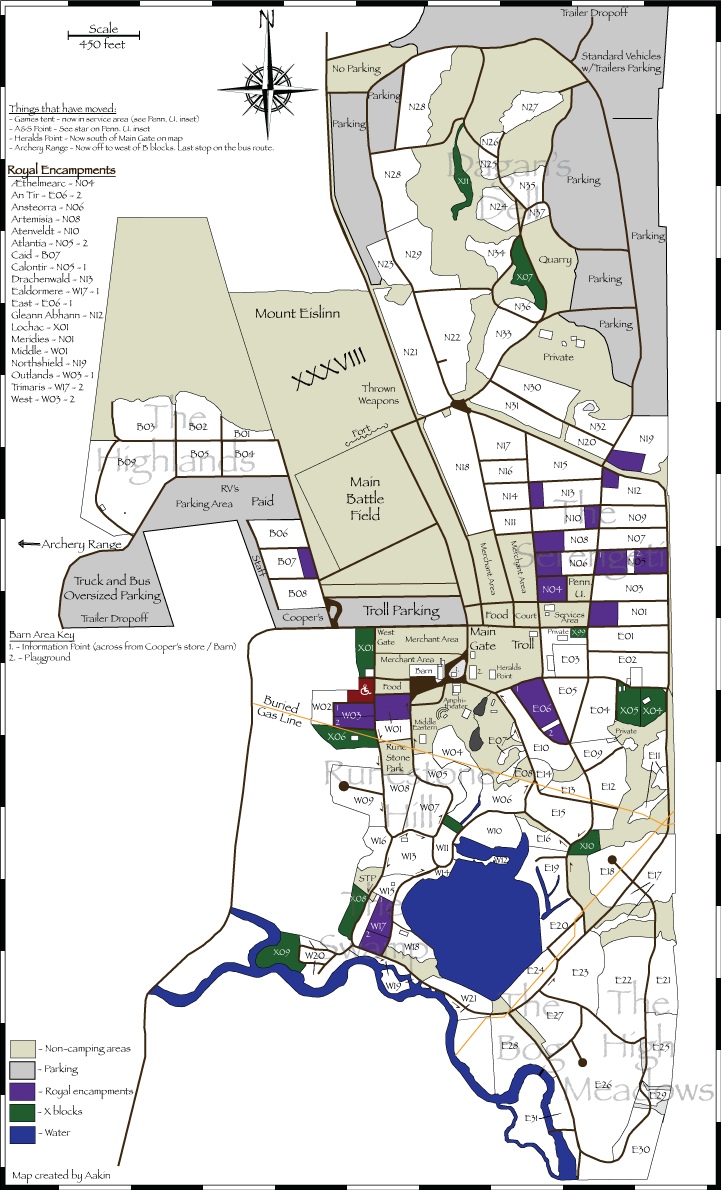 Scale
450 feet
N
Trailer Dropoff
Standard Vehicles
w/Trailers Parking
No Parking
Parking
Parking
N28
N27
Things that have moved:
- Games tent - now in service area (see Penn. U. inset)
- A&S Point - See star on Penn. U. inset
- Heralds Point - Now south of Main Gate on map
- Archery Range - Now off to west of B blocks. Last stop on the bus route.
N26
N25
Dagan's
Dell
N28
X11
N35
Parking
N24
N37
Royal Encampments
Æthelmearc - N04
An Tir - E06 - 2
Ansteorra - N06
Artemisia - N08
Atenveldt - N10
Atlantia - N05 - 2
Caid - B07
Calontir - N05 - 1
Drachenwald - N13
Ealdormere - W17 - 1
East - E06 - 1
Gleann Abhann - N12
Lochac - X01
Meridies - N01
Middle - W01
Northshield - N19
Outlands - W03 - 1
Trimaris - W17 - 2
West - W03 - 2
Parking
N23
N29
N34
Quarry
X07
Parking
N36
Mount Eislinn
N33
Parking
N21
N22
Private
XXXVIII
Thrown
Weapons
N30
N31
The
Highlands
B03
B02
B01
Fort
N32
N20
N19
B09
B05
B04
N17
N18
N16
N15
RV's
Parking Area
Paid
Main
Battle
Field
N14
N13
N12
N11
N10
N09
The
Serengeti
B06
N08
N07
Archery Range
Merchant Area
Merchant Area
Staff
B07
N06
2
N05
Truck and Bus
Oversized Parking
N04
Penn.
U.
N03
B08
Trailer Dropoff
Cooper's
Troll Parking
Food
Court
Services
Area
N01
Barn Area Key
1. - Information Point (across from Cooper's store / Barn)
2. - Playground
West
Gate
Merchant Area
Main
Gate
Troll
Private
X99
E01
X01
Merchant Area
Barn
1
2.
Heralds
Point
E03
E02
Food
Buried
Gas Line
W02
1
W03
2
W01
Amphi-
theater
Middle
Eastern
1
E06
2
E05
E04
X05
X04
Private
X06
Rune
Stone
Park
E07
E10
W04
E09
E11
Runestone
Hill
W05
E08
E14
W09
W08
W06
E13
E12
W07
E15
W10
E16
W16
W11
X10
W13
W12
W14
E19
E18
E17
STP
W15
X08
The
Swamp
W17
2
E20
W18
X09
W20
E24
E23
W19
E22
E21
W21
E27
The
Bog
The
High
Meadows
E28
E25
E26
E29
E31
E30
- Non-camping areas
- Parking
- Royal encampments
- X blocks
- Water
Map created by Aakin